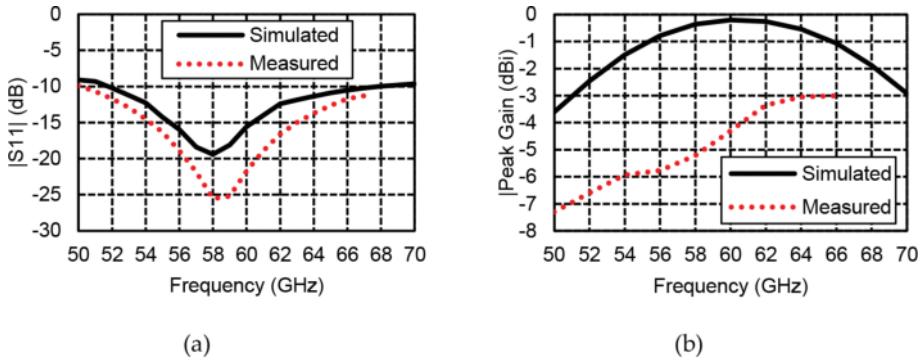 0
-5
-10
-15
-20
-25
-30
|S11| (dB)
Simulated
Measured
50 52 54 56 58 60 62 64 66 68 70
Frequency (GHz)
(a)
0
-1
-2
-3
-4
-5
-6
-7
-8
|Peak Gain (dBi)
Simulated
Measured
50 52 54 56 58 60 62 64 66 68 70
Frequency (GHz)
(b)